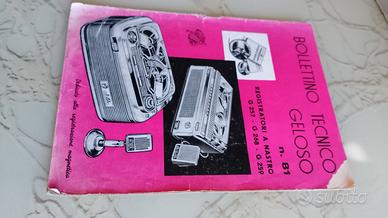 BOLLETTINO TECNICO
GELOSO
n. 81
REGISTRATORI A NASTRO
G 257 - G 268 - G 259
Dedicato alla registrazione magnetica
subito